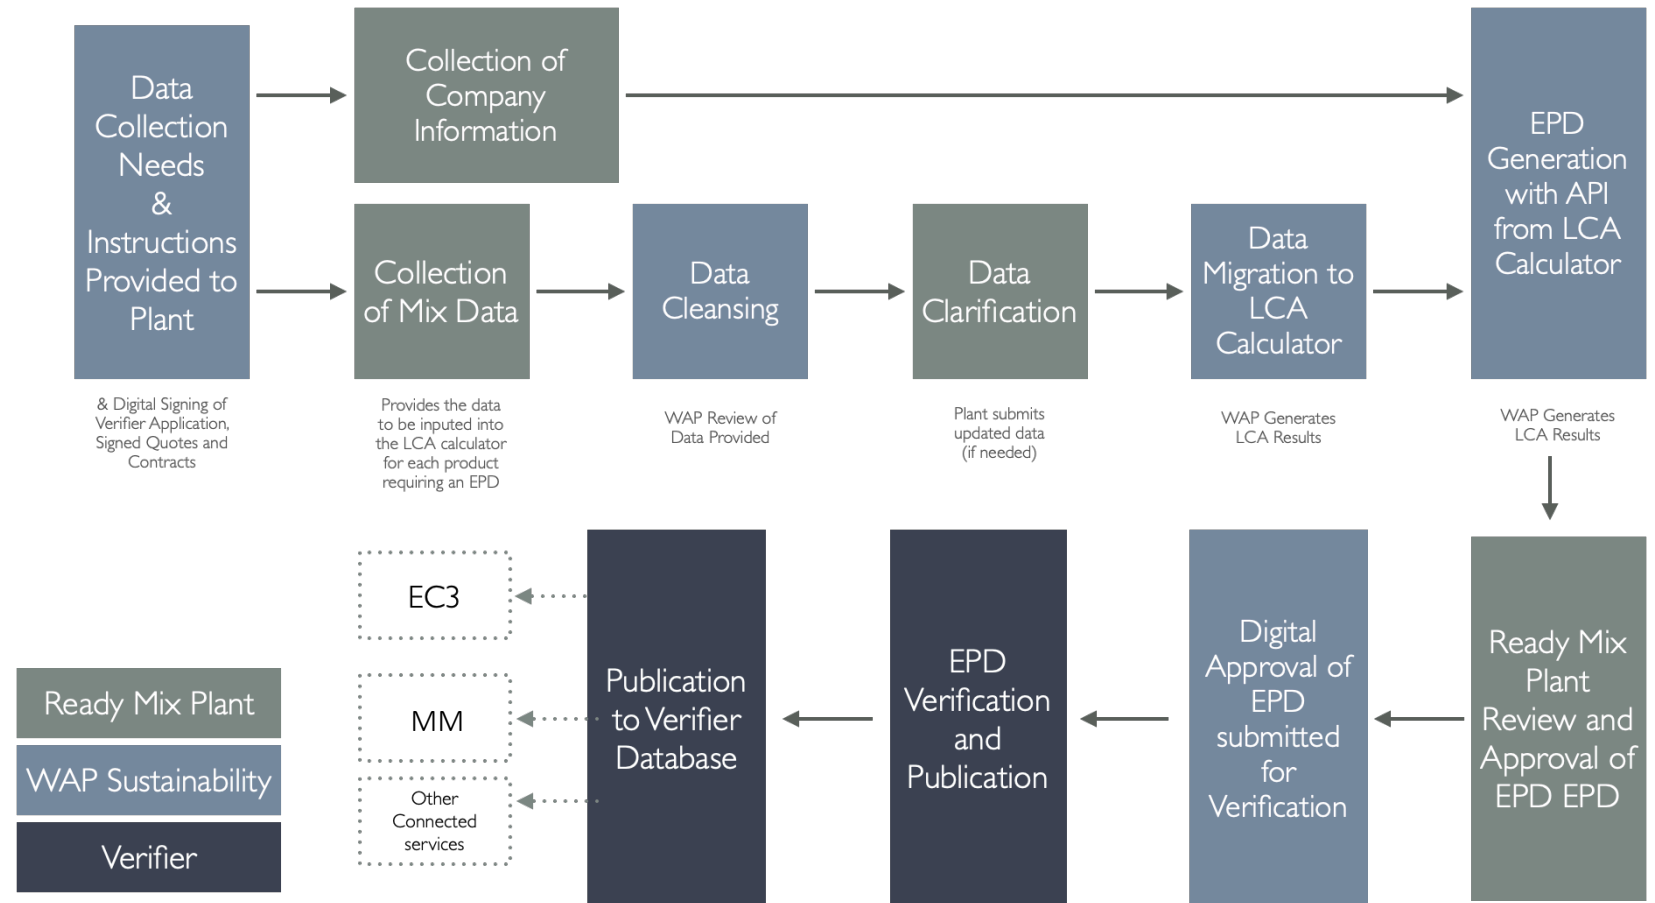 Data
Collection
Needs
&
Instructions
Provided to
Plant
& Digital Signing of
Verifier Application,
Signed Quotes and
Contracts
Collection of
Company
Information
Collection
of Mix Data
Provides the data
to be inputed into
the LCA calculator
for each product
requiring an EPD
Data
Cleansing
WAP Review of
Data Provided
Data
Clarification
Plant submits
updated data
(if needed)
Data
Migration to
LCA
Calculator
WAP Generates
LCA Results
EPD
Generation
with API
from LCA
Calculator
WAP Generates
LCA Results
Ready Mix
Plant
Review and
Approval of
EPD EPD
Digital
Approval of
EPD
submitted
for
Verification
EPD
Verification
and
Publication
Publication
to Verifier
Database
EC3
MM
Other
Connected
services
Ready Mix Plant
WAP Sustainability
Verifier